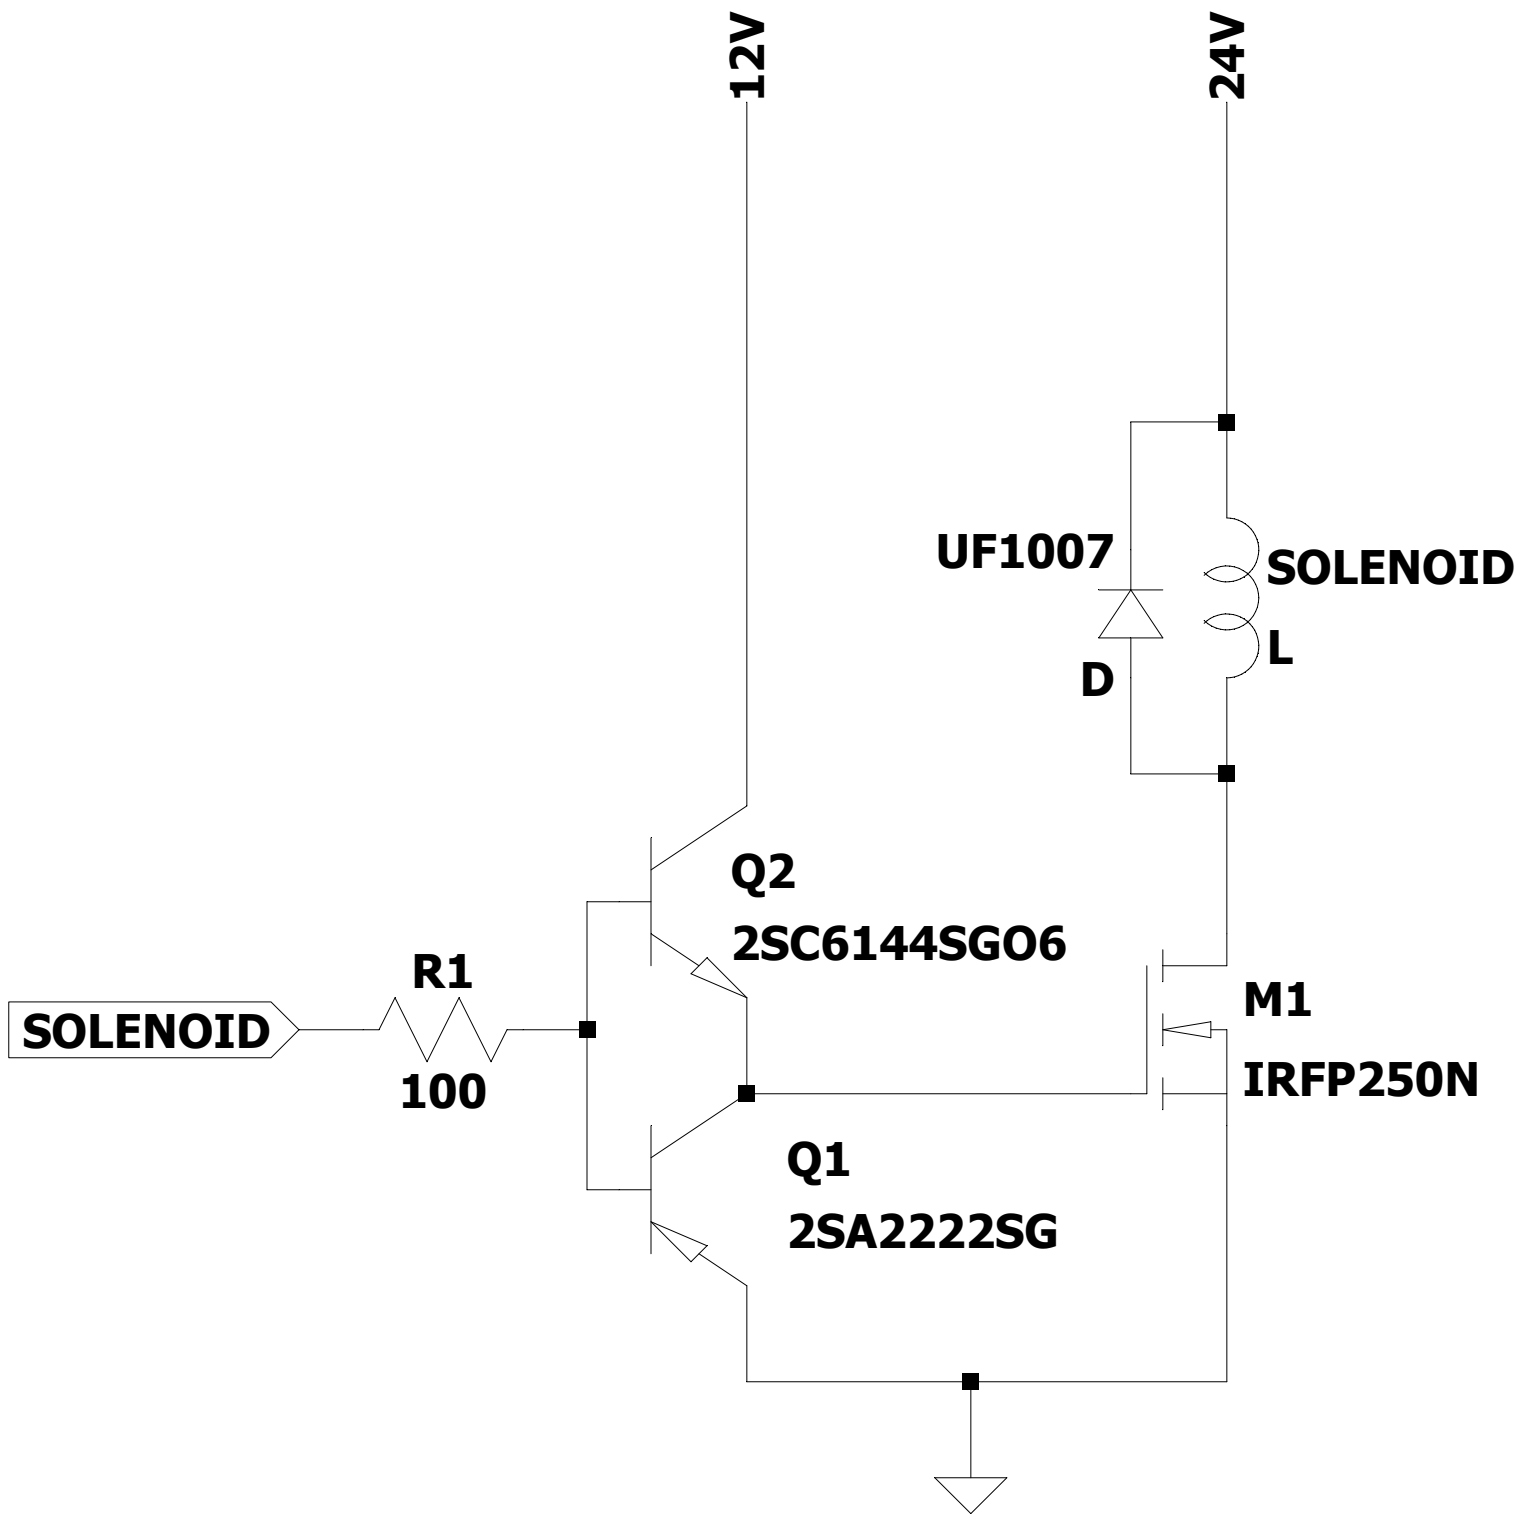 12V
24V
UF1007
SOLENOID
L
D
Q2
2SC6144SGO6
R1
SOLENOID
100
M1
IRFP250N
Q1
2SA2222SG